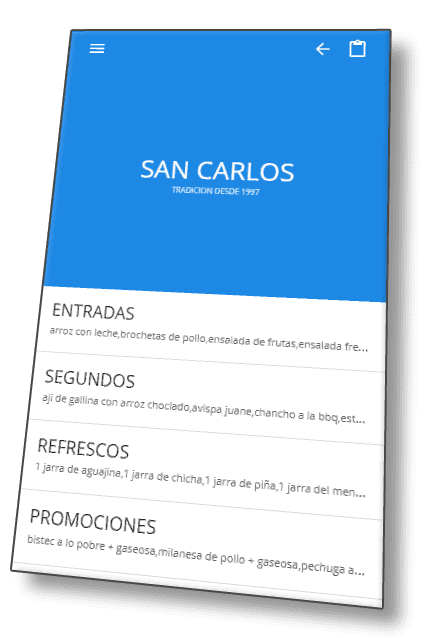 SAN CARLOS
TRADICION DESDE 1997
ENTRADAS
arroz con leche,brochetas de pollo,ensalada de frutas,ensalada fre...
SEGUNDOS
aji de gallina con arroz choclado,avispa juane,chancho a la bbq,est...
REFRESCOS
1 jarra de aguajina,1 jarra de chicha,1 jarra de piña,1 jarra del men...
PROMOCIONES
bistec a lo pobre + gaseosa,milanesa de pollo + gaseosa,pechuga a...